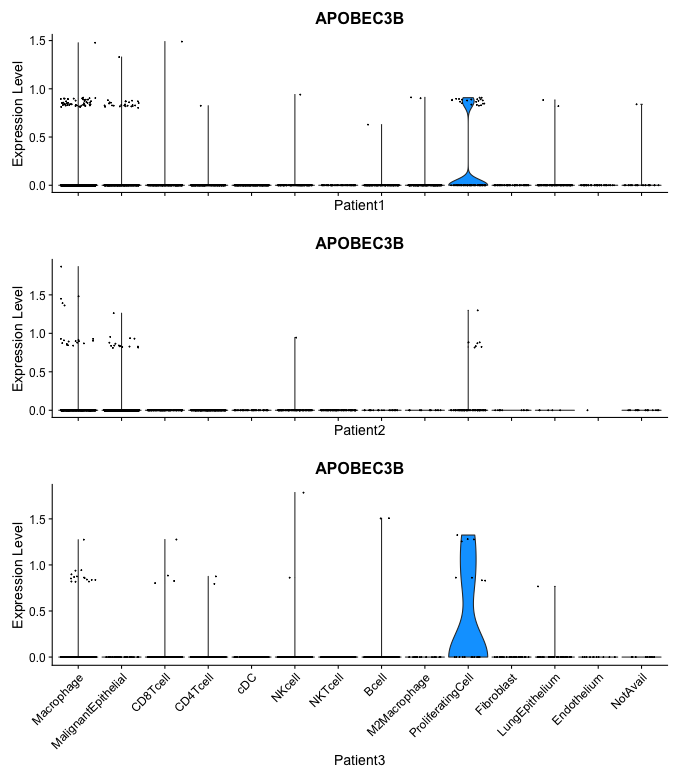 APOBEC3B
Expression Level
1.5
1.0
0.5
0.0
Patient1
APOBEC3B
Expression Level
1.5
1.0
0.5
0.0
Patient2
APOBEC3B
Expression Level
1.5
1.0
0.5
0.0
Macrophage
MalignantEpithelial
CD8Tcell
CD4Tcell
cDC
NKcell
NKTcell
Bcell
M2Macrophage
ProliferatingCell
Fibroblast
LungEpithelium
Endothelium
NotAvail
Patient3